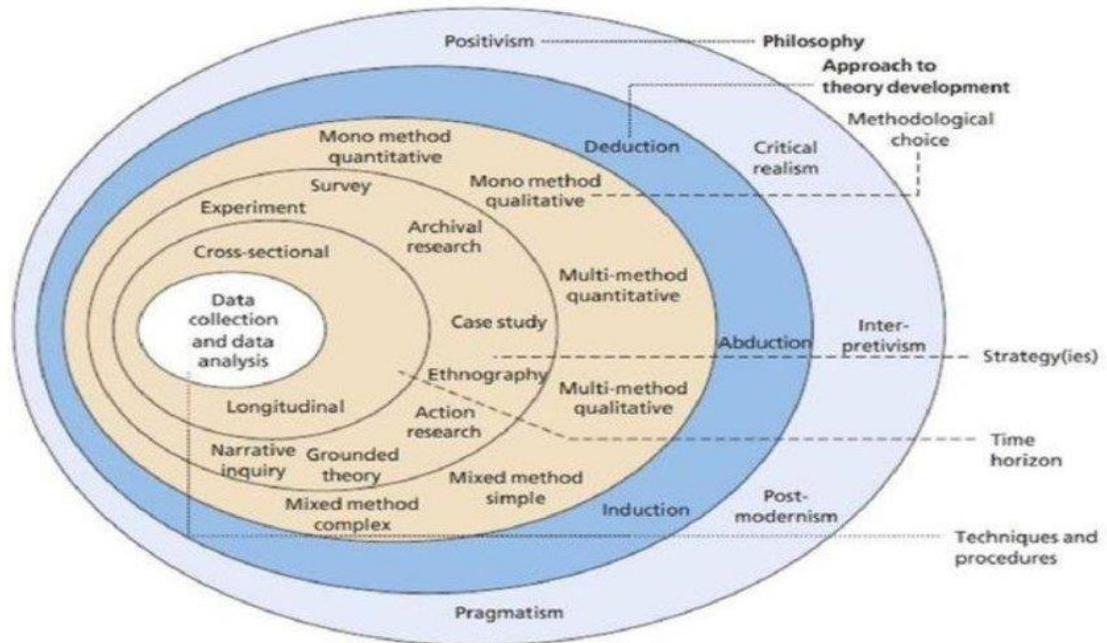 Positivism
Philosophy
Approach to
theory development
Methodological
choice
Deduction
Critical
realism
Mono method
quantitative
Mono method
qualitative
Survey
Experiment
Archival
research
Cross-sectional
Multi-method
quantitative
Data
collection
and data
analysis
Case study
Abduction
Inter-
pretivism
Strategy(ies)
Ethnography
Multi-method
qualitative
Longitudinal
Action
research
Time
horizon
Narrative
inquiry
Grounded
theory
Mixed method
simple
Mixed method
complex
Induction
Post-
modernism
Techniques and
procedures
Pragmatism